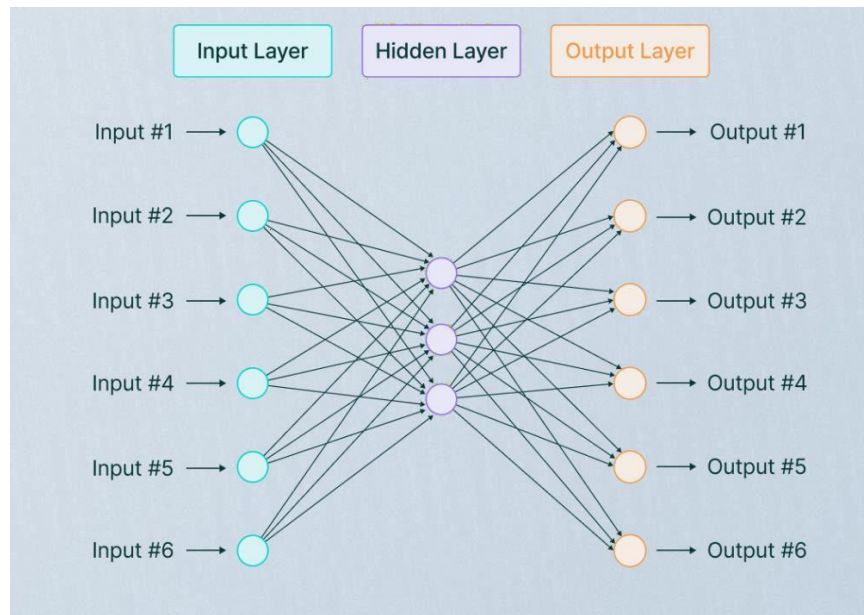 Input Layer
Hidden Layer
Output Layer
Input #1
Output #1
Input #2
Output #2
Input #3
Output #3
Input #4
Output #4
Input #5
Output #5
Input #6
Output #6